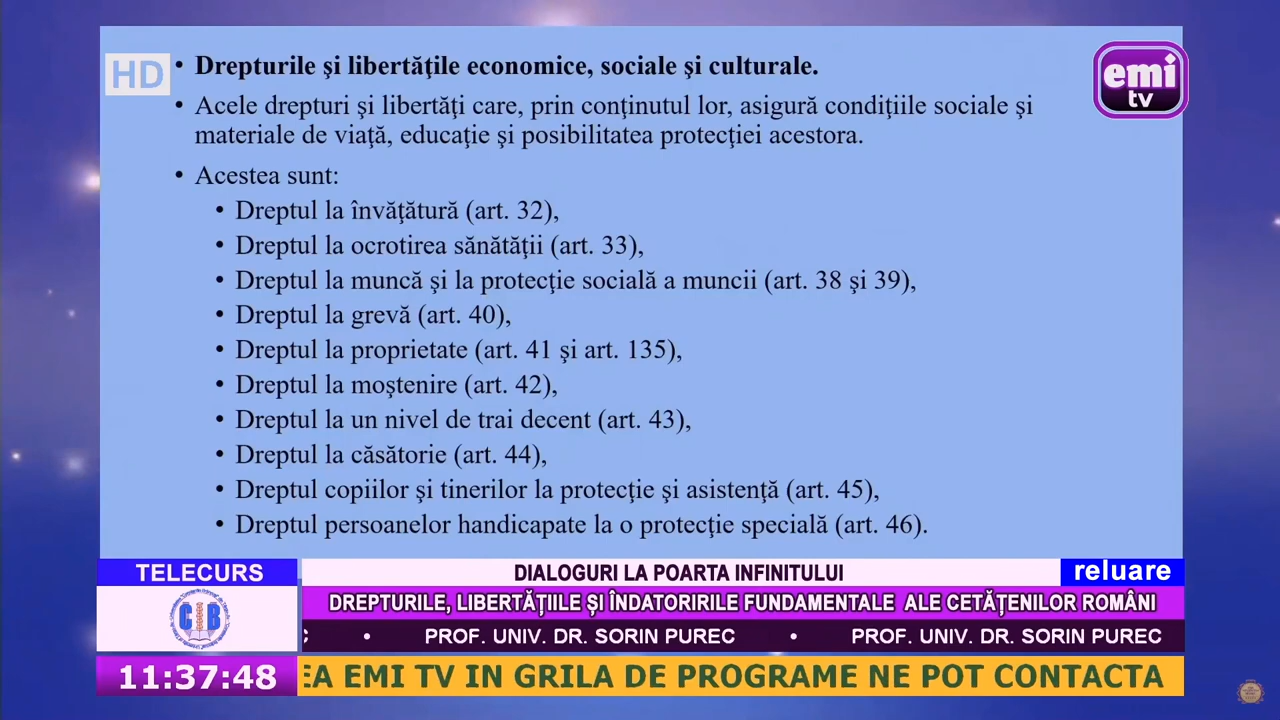 HD
• Drepturile şi libertăţile economice, sociale şi culturale.
emi
tv
• Acele drepturi şi libertăţi care, prin conţinutul lor, asigură condiţiile sociale şi
materiale de viaţă, educaţie şi posibilitatea protecţiei acestora.
• Acestea sunt:
• Dreptul la învăţătură (art. 32),
• Dreptul la ocrotirea sănătăţii (art. 33),
• Dreptul la muncă şi la protecţie socială a muncii (art. 38 şi 39),
• Dreptul la grevă (art. 40),
• Dreptul la proprietate (art. 41 şi art. 135),
• Dreptul la moştenire (art. 42),
• Dreptul la un nivel de trai decent (art. 43),
• Dreptul la căsătorie (art. 44),
• Dreptul copiilor şi tinerilor la protecţie şi asistenţă (art. 45),
• Dreptul persoanelor handicapate la o protecţie specială (art. 46).
TELECURS
DIALOGURI LA POARTA INFINITULUI
reluare
DREPTURILE, LIBERTĂȚIILE ȘI ÎNDATORIRILE FUNDAMENTALE ALE CETĂȚENILOR ROMÂNI
CB
• PROF. UNIV. DR. SORIN PUREC • PROF. UNIV. DR. SORIN PUREC
11:37:48
EA EMI TV IN GRILA DE PROGRAME NE POT CONTACTA